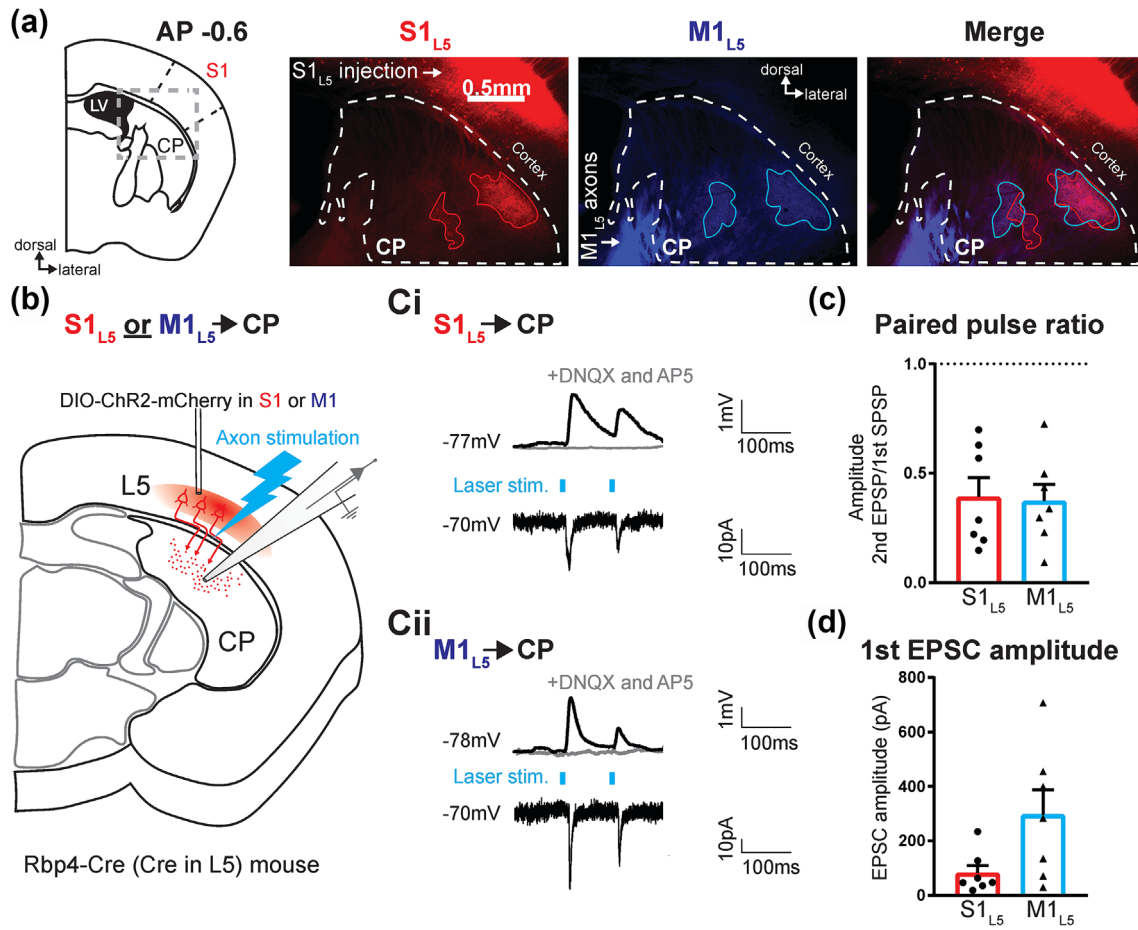 (a)
AP -0.6
S1
LV
CP
dorsal
lateral
S1L5
S1L5 injection
0.5mm
CP
Cortex
M1L5
dorsal
lateral
M1L5 axons
CP
Cortex
Merge
CP
Cortex
(b)
S1L5 or M1L5 CP
DIO-ChR2-mCherry in S1 or M1
Axon stimulation
L5
CP
Rbp4-Cre (Cre in L5) mouse
Ci
S1L5 CP
+DNQX and AP5
-77mV
1mV
100ms
Laser stim.
-70mV
10pA
100ms
Cii
M1L5 CP
+DNQX and AP5
-78mV
1mV
100ms
Laser stim.
-70mV
10pA
100ms
(c)
Paired pulse ratio
Amplitude
2nd EPSP/1st SPSP
1.0
0.5
0.0
S1L5
M1L5
(d)
1st EPSC amplitude
EPSC amplitude (pA)
800
600
400
200
0
S1L5
M1L5